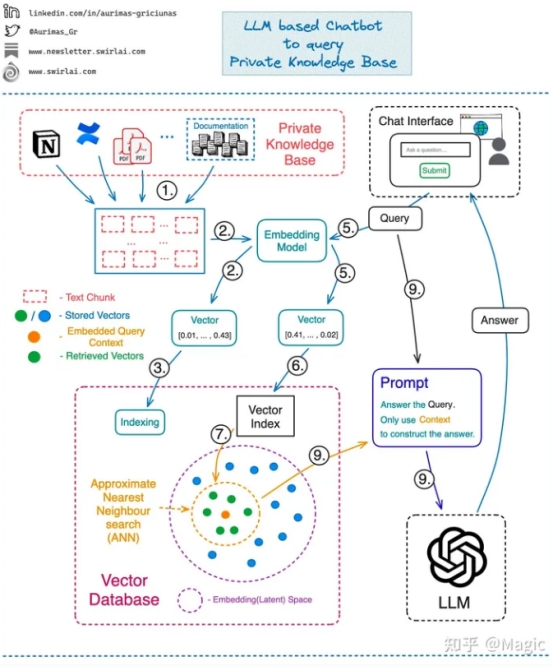 linkedin.com/in/aurimas-griciunas
@Aurimas_Gr
www.newsletter.swirlai.com
www.swirlai.com
LLM based Chatbot
to query
Private Knowledge Base
N
PDF
PDF
PDF
...
Documentation
Private
Knowledge
Base
Chat Interface
Ask a question...
Submit
1.
2.
Embedding
Model
5.
Query
... 
... ...
...
2.
5.
9.
Answer
- Text Chunk
/ - Stored Vectors
- Embedded Query
Context
- Retrieved Vectors
Vector
[0.01, ... , 0.43]
Vector
[0.41, ... , 0.02]
3.
6.
Indexing
Vector
Index
7.
9.
Prompt
Answer the Query.
Only use Context
to construct the answer.
9.
Approximate
Nearest
Neighbour
search
(ANN)
Vector
Database
- Embedding(Latent) Space
LLM
知乎 @Magic